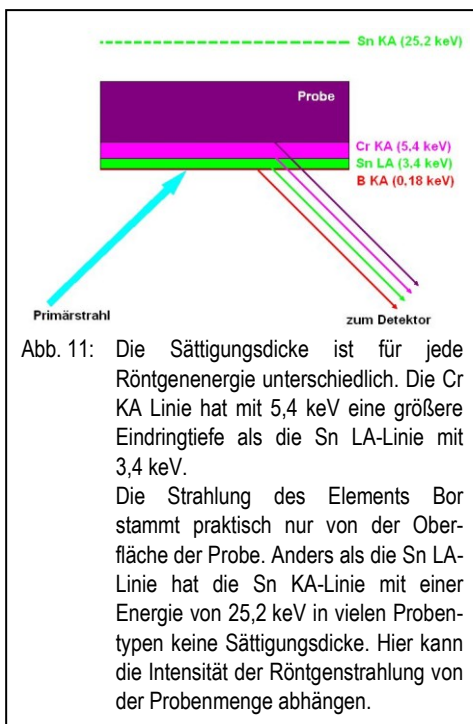 Sn KA (25,2 keV)
Probe
Cr KA (5,4 keV)
Sn LA (3,4 keV)
B KA (0,18 keV)
Primärstrahl
zum Detektor
Abb. 11: Die Sättigungsdicke ist für jede
Röntgenenergie unterschiedlich. Die Cr
KA Linie hat mit 5,4 keV eine größere
Eindringtiefe als die Sn LA-Linie mit
3,4 keV.
Die Strahlung des Elements Bor
stammt praktisch nur von der Ober-
fläche der Probe. Anders als die Sn LA-
Linie hat die Sn KA-Linie mit einer
Energie von 25,2 keV in vielen Proben-
typen keine Sättigungsdicke. Hier kann
die Intensität der Röntgenstrahlung von
der Probenmenge abhängen.